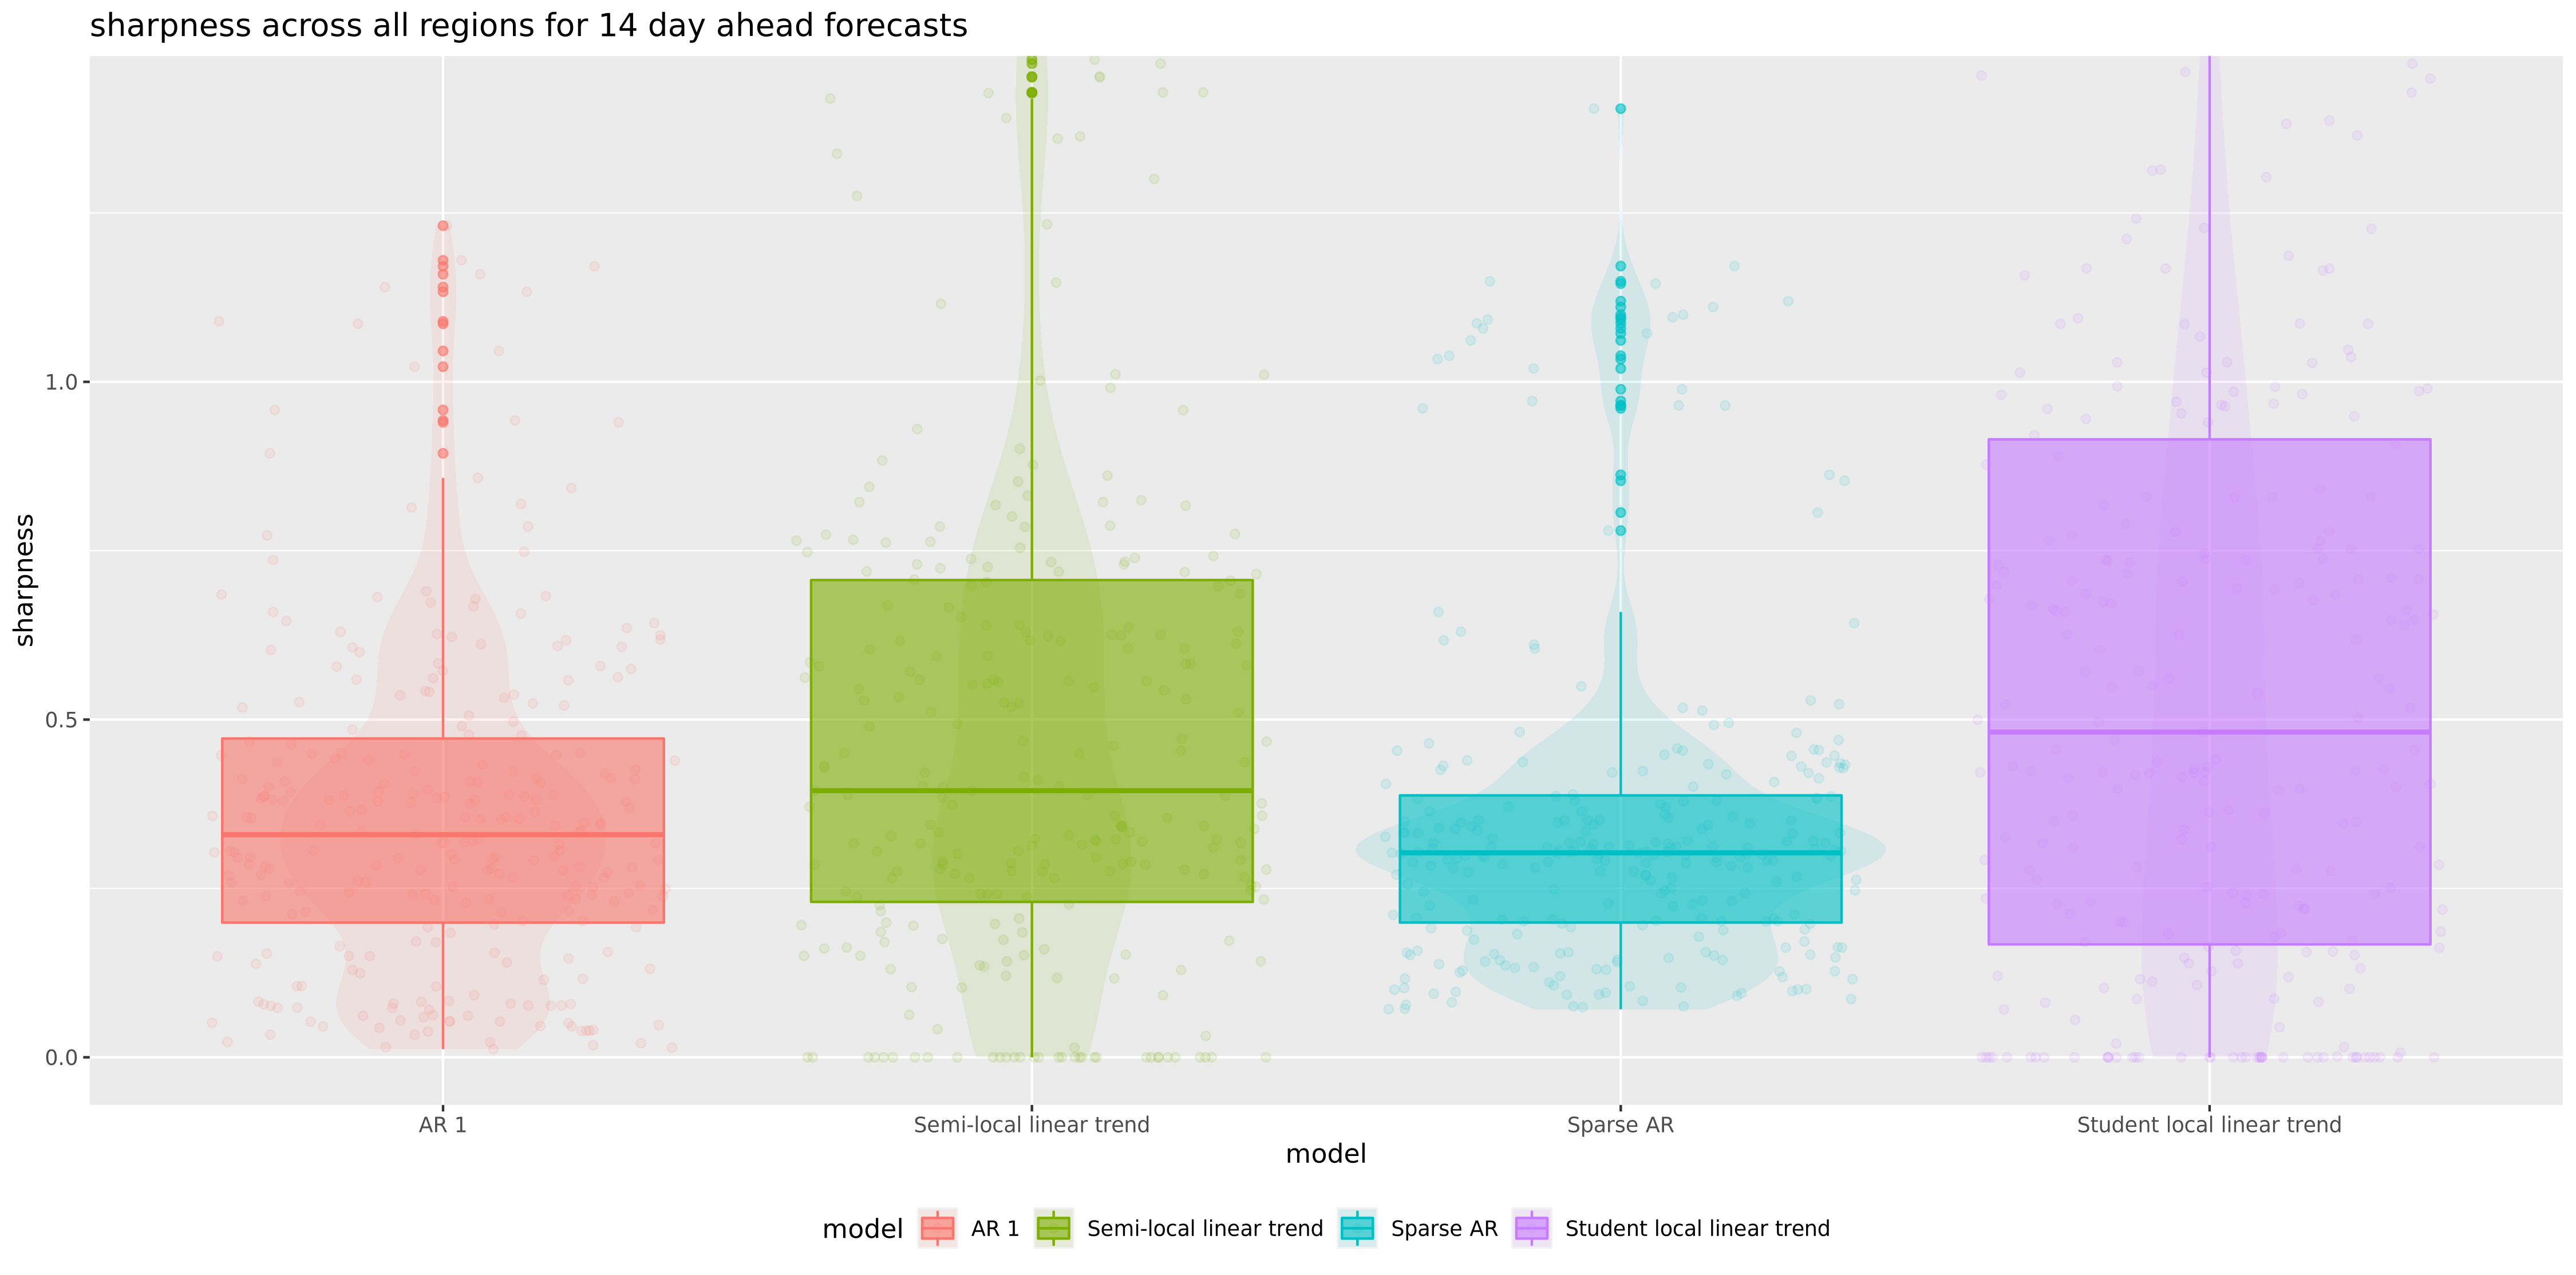 sharpness across all regions for 14 day ahead forecasts
sharpness
1.0
0.5
0.0
AR 1 Semi-local linear trend Sparse AR Student local linear trend
model
model AR 1 Semi-local linear trend Sparse AR Student local linear trend